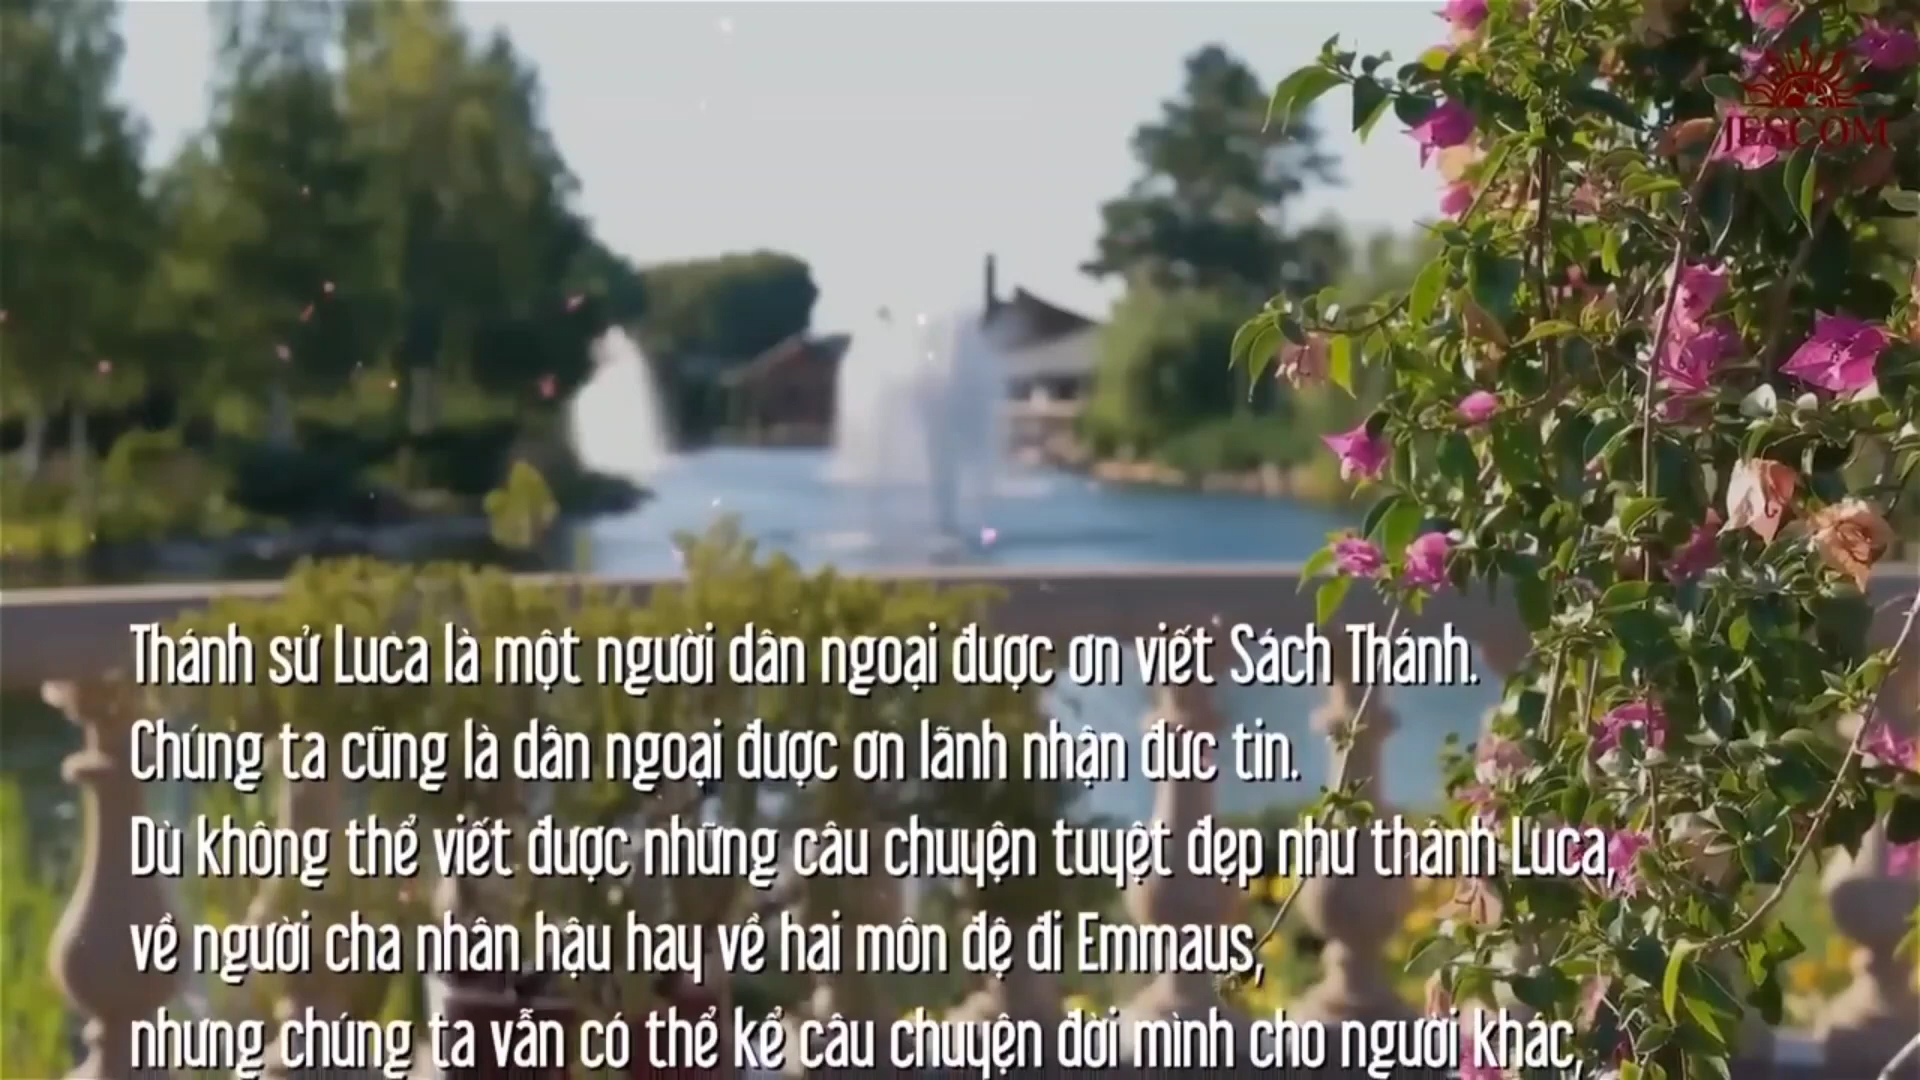 JESCOM
Thánh sử Luca là một người dân ngoại được ơn viết Sách Thánh.
Chúng ta cũng là dân ngoại được ơn lãnh nhận đức tin.
Dù không thể viết được những câu chuyện tuyệt đẹp như thánh Luca,
về người cha nhân hậu hay về hai môn đệ đi Emmaus,
nhưng chúng ta vẫn có thể kể câu chuyện đời mình cho người khác,